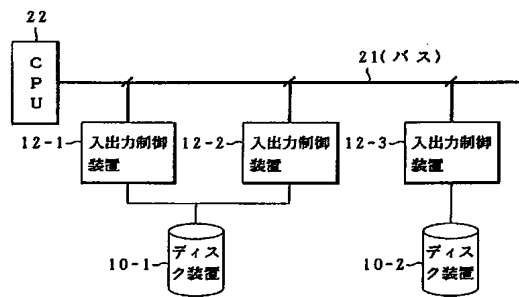 22
C
P
U
21(バス)
12-1
入出力制御
装置
12-2
入出力制御
装置
12-3
入出力制御
装置
10-1
ディス
ク装置
10-2
ディス
ク装置